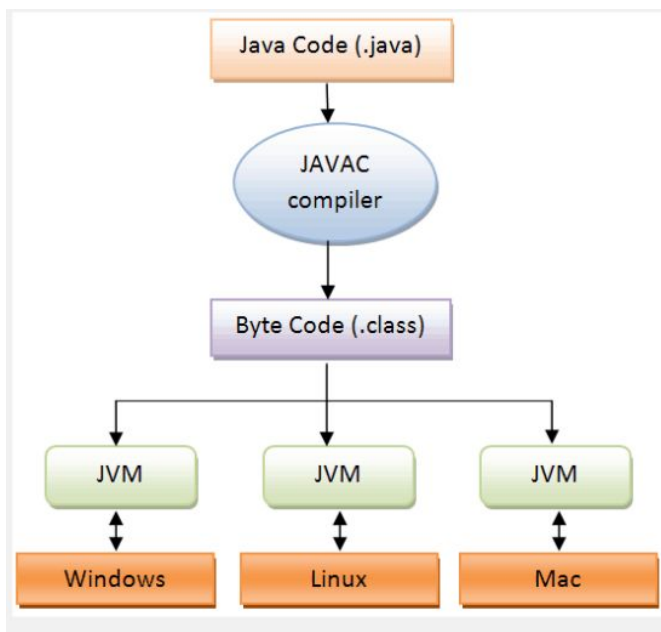 Java Code (.java)
JAVAC
compiler
Byte Code (.class)
JVM
JVM
JVM
Windows
Linux
Mac